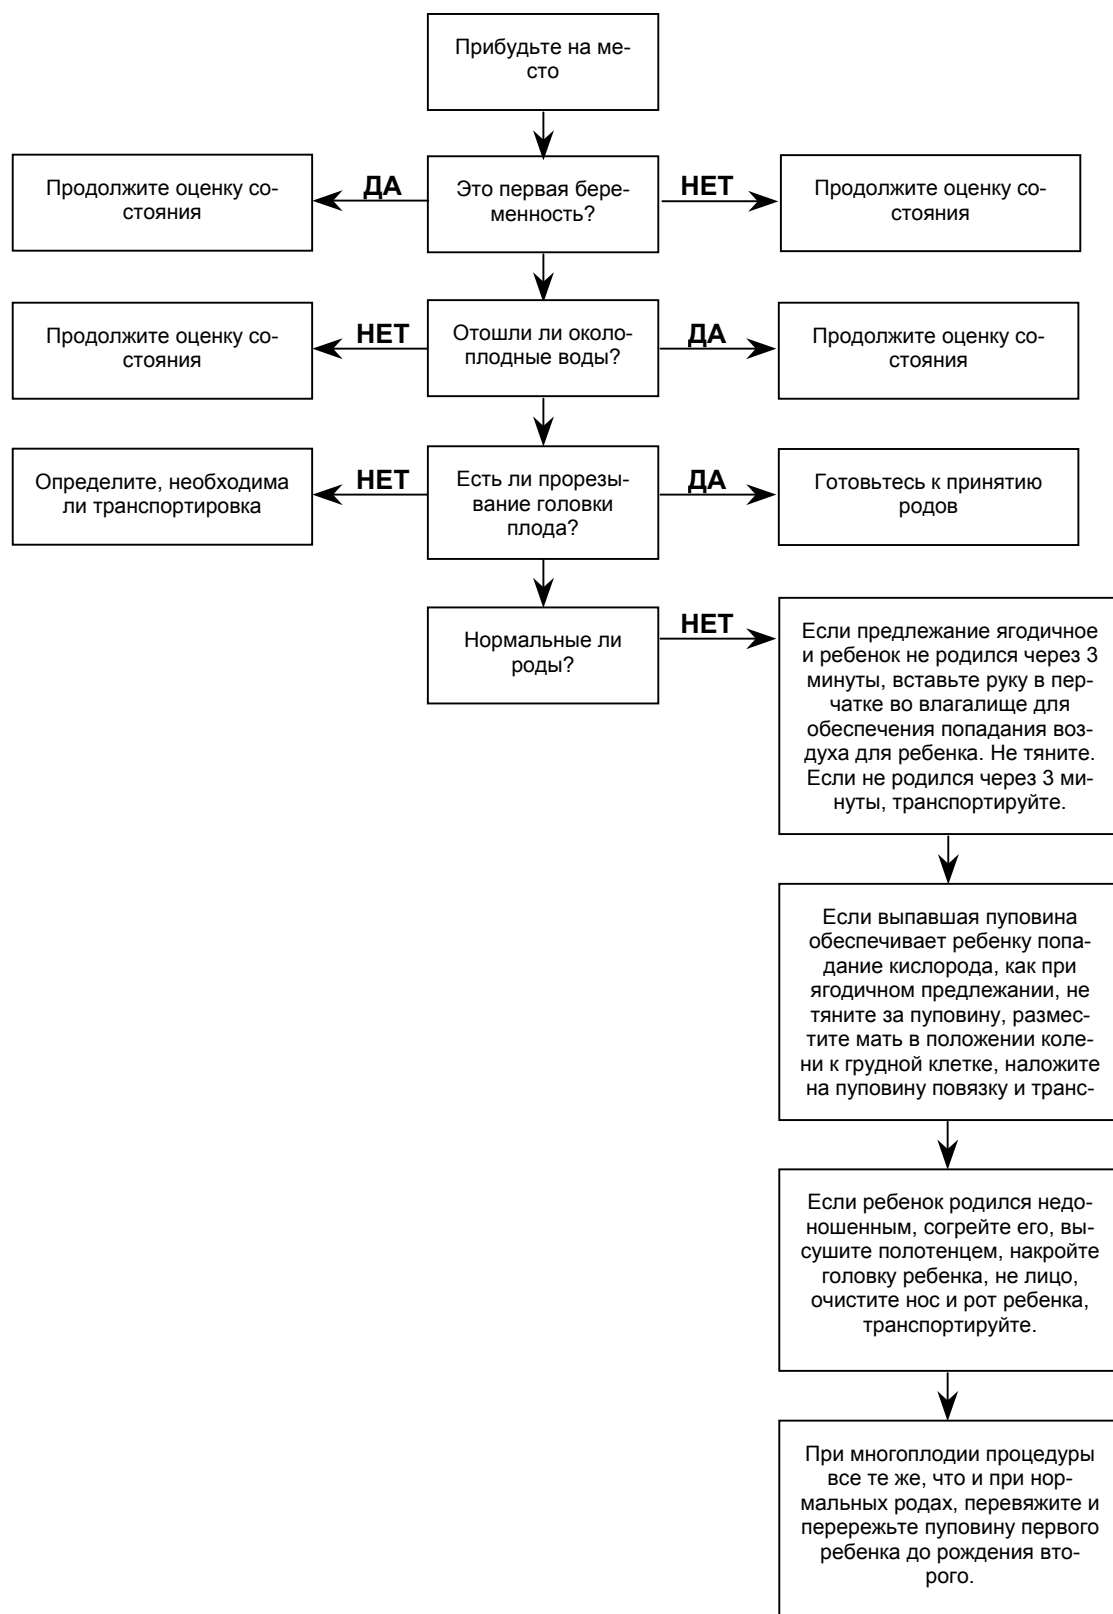 Прибудьте на ме-
сто
Продолжите оценку со-
стояния
ДА
Это первая бере-
менность?
НЕТ
Продолжите оценку со-
стояния
Продолжите оценку со-
стояния
НЕТ
Отошли ли около-
плодные воды?
ДА
Продолжите оценку со-
стояния
Определите, необходима
ли транспортировка
НЕТ
Есть ли прорезы-
вание головки
плода?
ДА
Готовьтесь к принятию
родов
Нормальные ли
роды?
НЕТ
Если предлежание ягодичное
и ребенок не родился через 3
минуты, вставьте руку в пер-
чатке во влагалище для
обеспечения попадания воз-
духа для ребенка. Не тяните.
Если не родился через 3 ми-
нуты, транспортируйте.
Если выпавшая пуповина
обеспечивает ребенку попа-
дание кислорода, как при
ягодичном предлежании, не
тяните за пуповину, размес-
тите мать в положении коле-
ни к грудной клетке, наложите
на пуповину повязку и транс-
Если ребенок родился недо-
ношенным, согрейте его, вы-
сушите полотенцем, накройте
головку ребенка, не лицо,
очистите нос и рот ребенка,
транспортируйте.
При многоплодии процедуры
все те же, что и при нор-
мальных родах, перевяжите и
перережьте пуповину первого
ребенка до рождения вто-
рого.